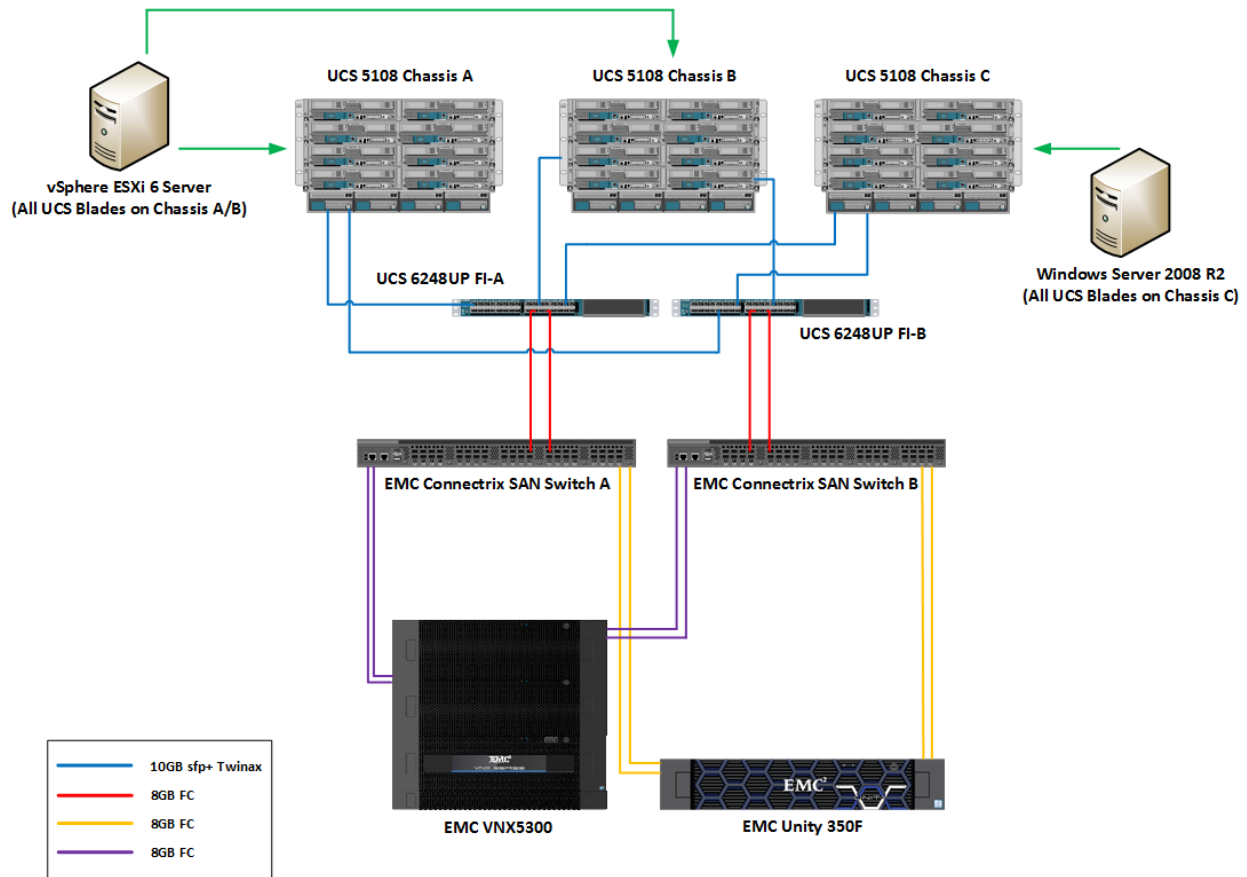 UCS 5108 Chassis A
UCS 5108 Chassis B
UCS 5108 Chassis C
vSphere ESXi 6 Server
(All UCS Blades on Chassis A/B)
Windows Server 2008 R2
(All UCS Blades on Chassis C)
UCS 6248UP FI-A
UCS 6248UP FI-B
EMC Connectrix SAN Switch A
EMC Connectrix SAN Switch B
EMC²
EMC VNX5300
EMC²
EMC Unity 350F
10GB sfp+ Twinax
8GB FC
8GB FC
8GB FC